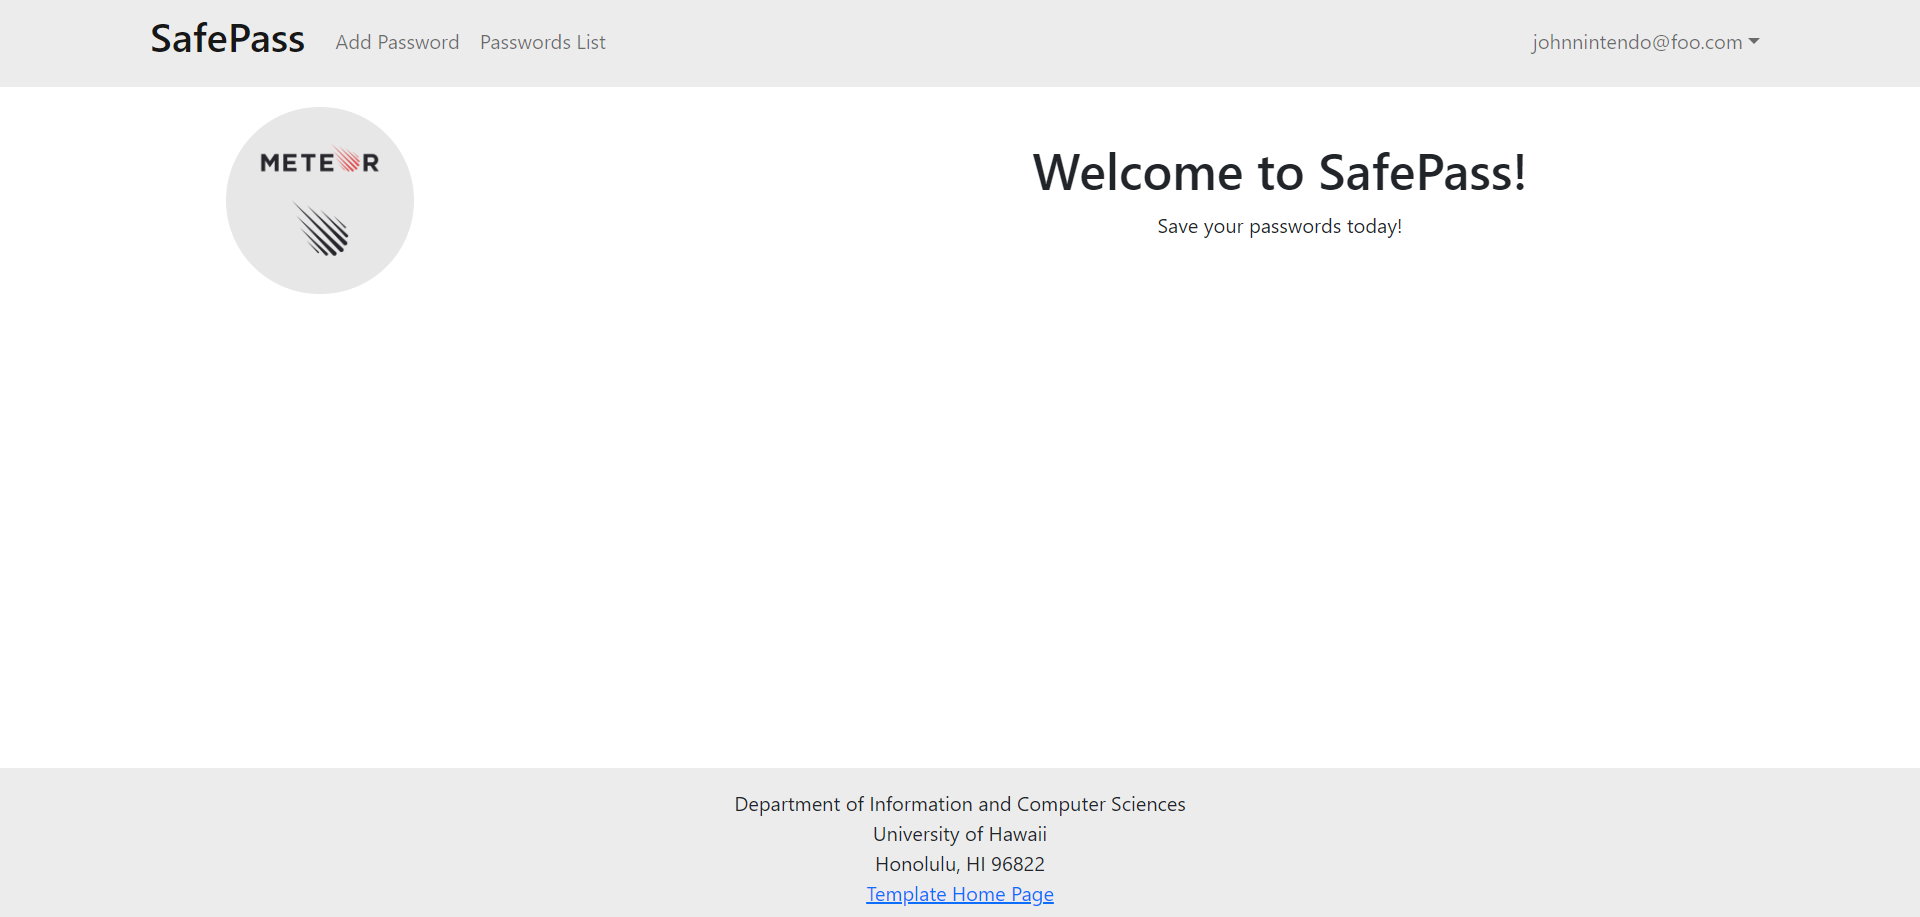 SafePass Add Password Passwords List johnnintendo@foo.com
METEOR
Welcome to SafePass!
Save your passwords today!
Department of Information and Computer Sciences
University of Hawaii
Honolulu, HI 96822
Template Home Page